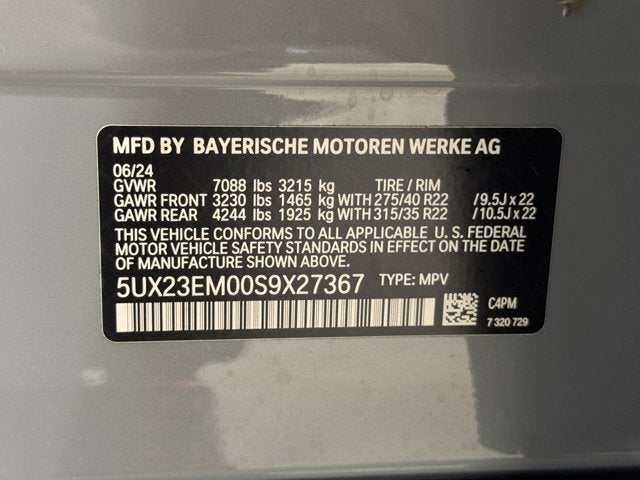 MFD BY BAYERISCHE MOTOREN WERKE AG
06/24
GVWR 7088 lbs 3215 kg TIRE / RIM
GAWR FRONT 3230 lbs 1465 kg WITH 275/40 R22 /9.5J x 22
GAWR REAR 4244 lbs 1925 kg WITH 315/35 R22 /10.5J x 22
THIS VEHICLE CONFORMS TO ALL APPLICABLE U. S. FEDERAL
MOTOR VEHICLE SAFETY STANDARDS IN EFFECT ON THE DATE
OF MANUFACTURE SHOWN ABOVE.
5UX23EM00S9X27367 TYPE: MPV
C4PM
7 320 729